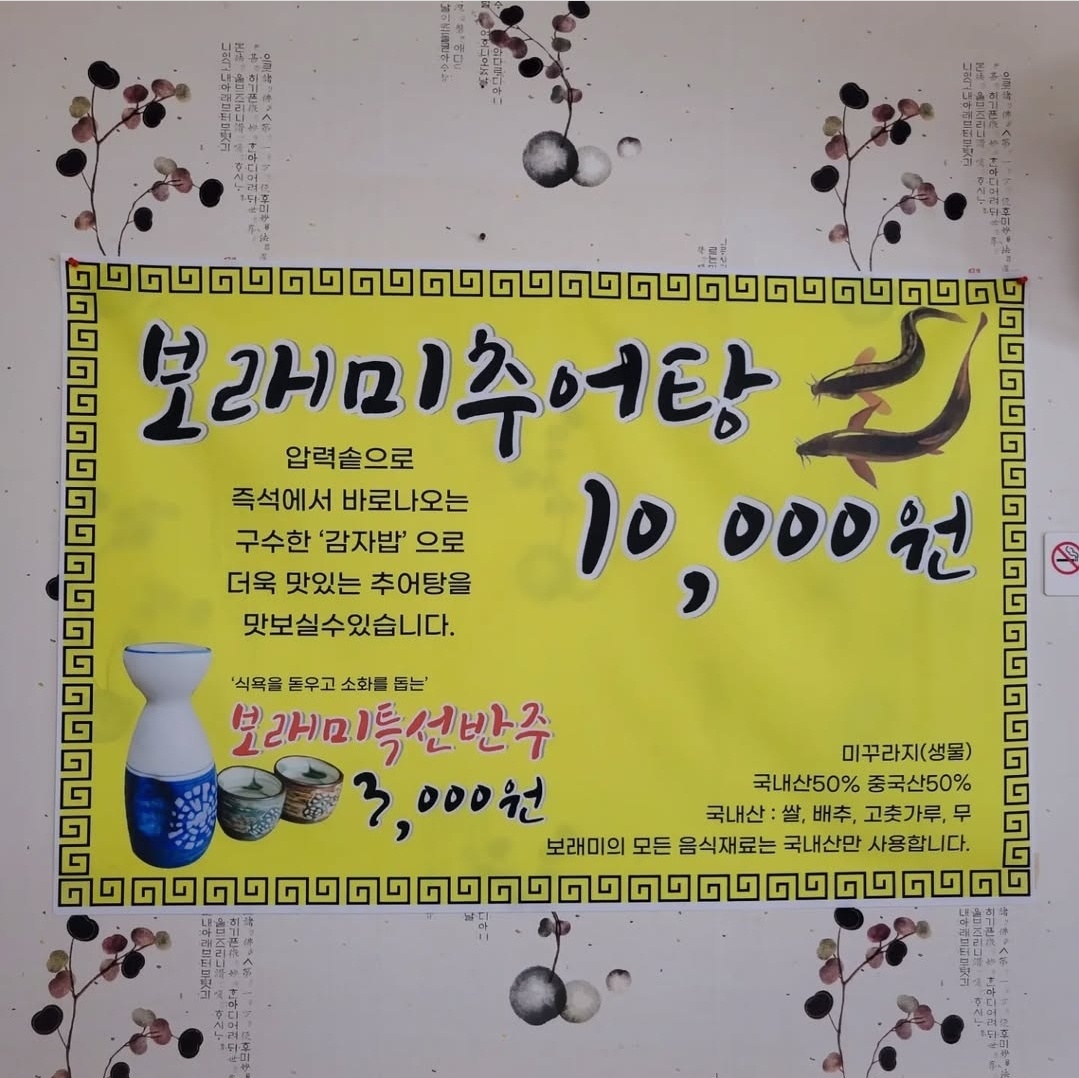 보래미추어탕
압력솥으로
즉석에서 바로나오는
구수한 ‘감자밥’ 으로
더욱 맛있는 추어탕을
맛보실수있습니다.
10,000원
‘식욕을 돋우고 소화를 돕는’
보래미특선반주
3,000원
미꾸라지(생물)
국내산50% 중국산50%
국내산 : 쌀, 배추, 고춧가루, 무
보래미의 모든 음식재료는 국내산만 사용합니다.